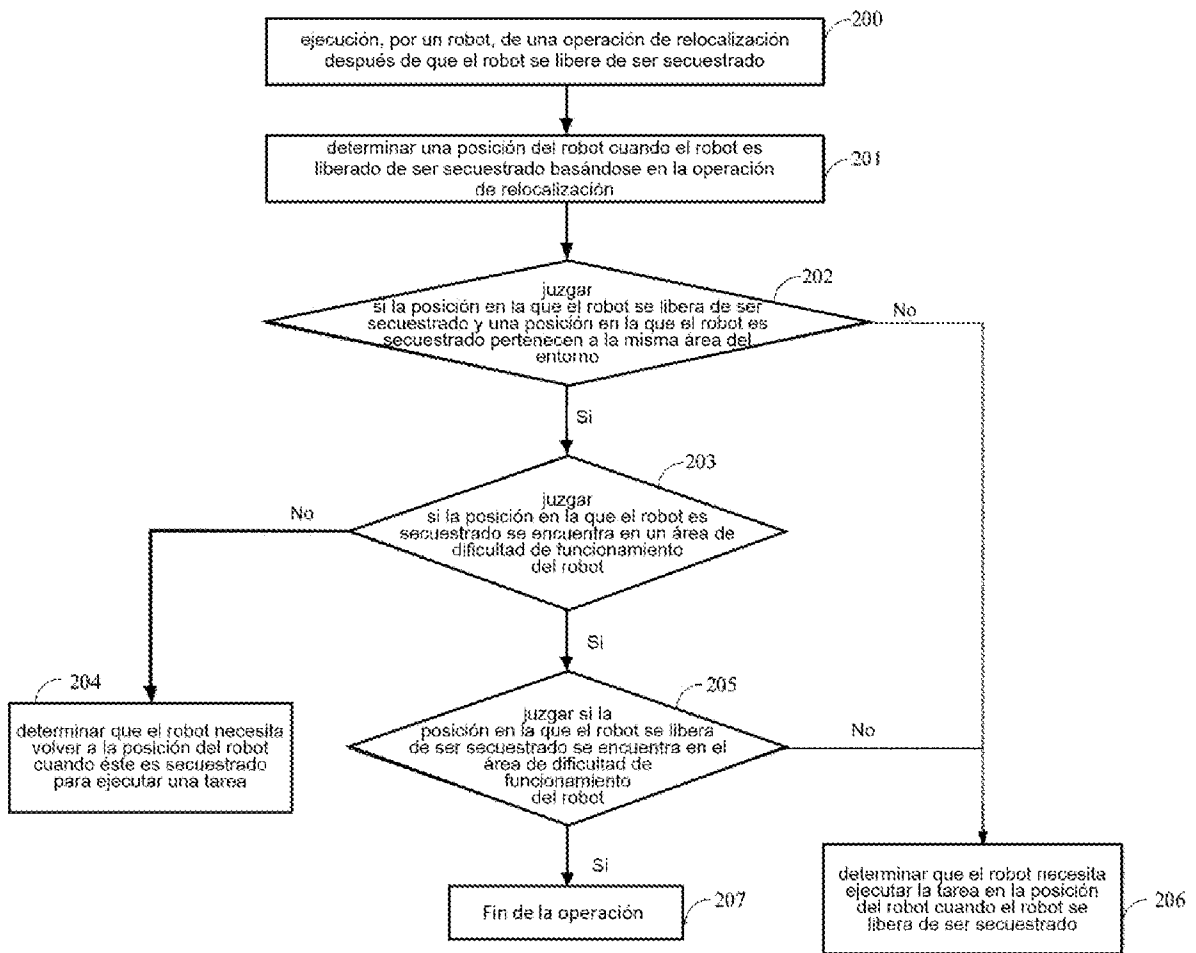 200
ejecución, por un robot, de una operación de relocalización
después de que el robot se libere de ser secuestrado
determinar una posición del robot cuando el robot es
liberado de ser secuestrado basándose en la operación
de relocalización
201
202
juzgar
si la posición en la que el robot se libera de ser
secuestrado y una posición en la que el robot es
secuestrado pertenecen a la misma área del
entorno
No
Si
203
juzgar
si la posición en la que el robot es
secuestrado se encuentra en un área de
dificultad de funcionamiento
del robot
No
Si
204
determinar que el robot necesita
volver a la posición del robot
cuando éste es secuestrado
para ejecutar una tarea
205
juzgar si la
posición en la que el robot se libera
de ser secuestrado se encuentra en el
área de dificultad de
funcionamiento
del robot
No
Si
Fin de la operación
207
determinar que el robot necesita
ejecutar la tarea en la posición
del robot cuando el robot se
libera de ser secuestrado
206